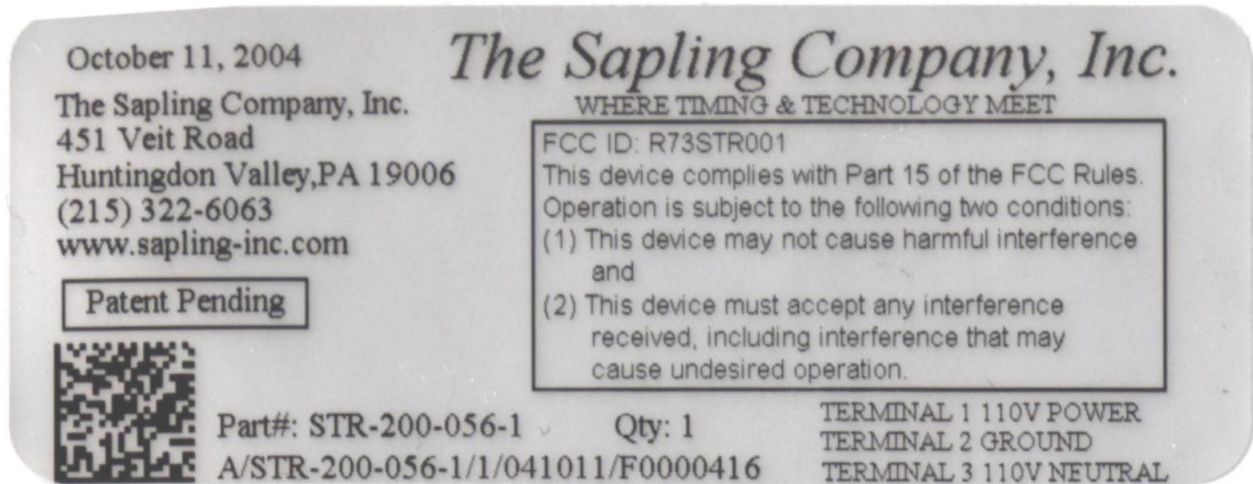 October 11, 2004
The Sapling Company, Inc.
451 Veit Road
Huntingdon Valley,PA 19006
(215) 322-6063
www.sapling-inc.com
Patent Pending
The Sapling Company, Inc.
WHERE TIMING & TECHNOLOGY MEET
FCC ID: R73STR001
This device complies with Part 15 of the FCC Rules.
Operation is subject to the following two conditions:
(1) This device may not cause harmful interference
and
(2) This device must accept any interference
received, including interference that may
cause undesired operation.
Part#: STR-200-056-1 Qty: 1
A/STR-200-056-1/1/041011/F0000416
TERMINAL 1 110V POWER
TERMINAL 2 GROUND
TERMINAL 3 110V NEUTRAL